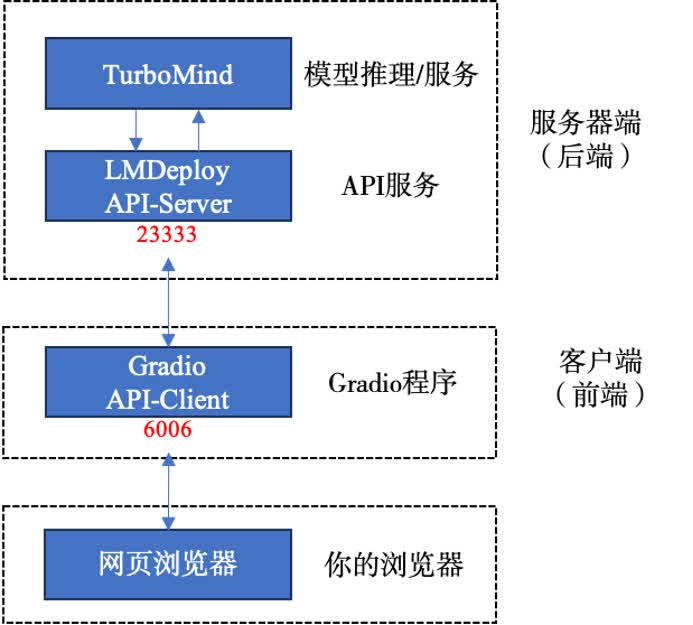 TurboMind
模型推理/服务
LMDeploy
API-Server
API服务
23333
服务器端
（后端）
Gradio
API-Client
Gradio程序
6006
客户端
（前端）
网页浏览器
你的浏览器